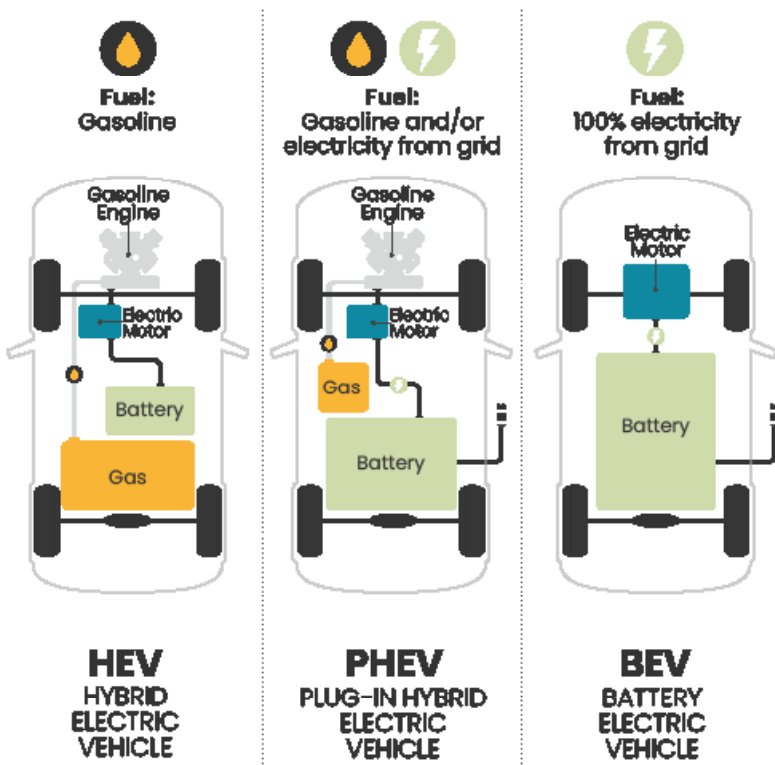 Fuel:
Gasoline
Gasoline
Engine
Electric
Motor
Battery
Gas
HEV
HYBRID
ELECTRIC
VEHICLE
Fuel:
Gasoline and/or
electricity from grid
Gasoline
Engine
Electric
Motor
Gas
Battery
PHEV
PLUG-IN HYBRID
ELECTRIC
VEHICLE
Fuel:
100% electricity
from grid
Electric
Motor
Battery
BEV
BATTERY
ELECTRIC
VEHICLE